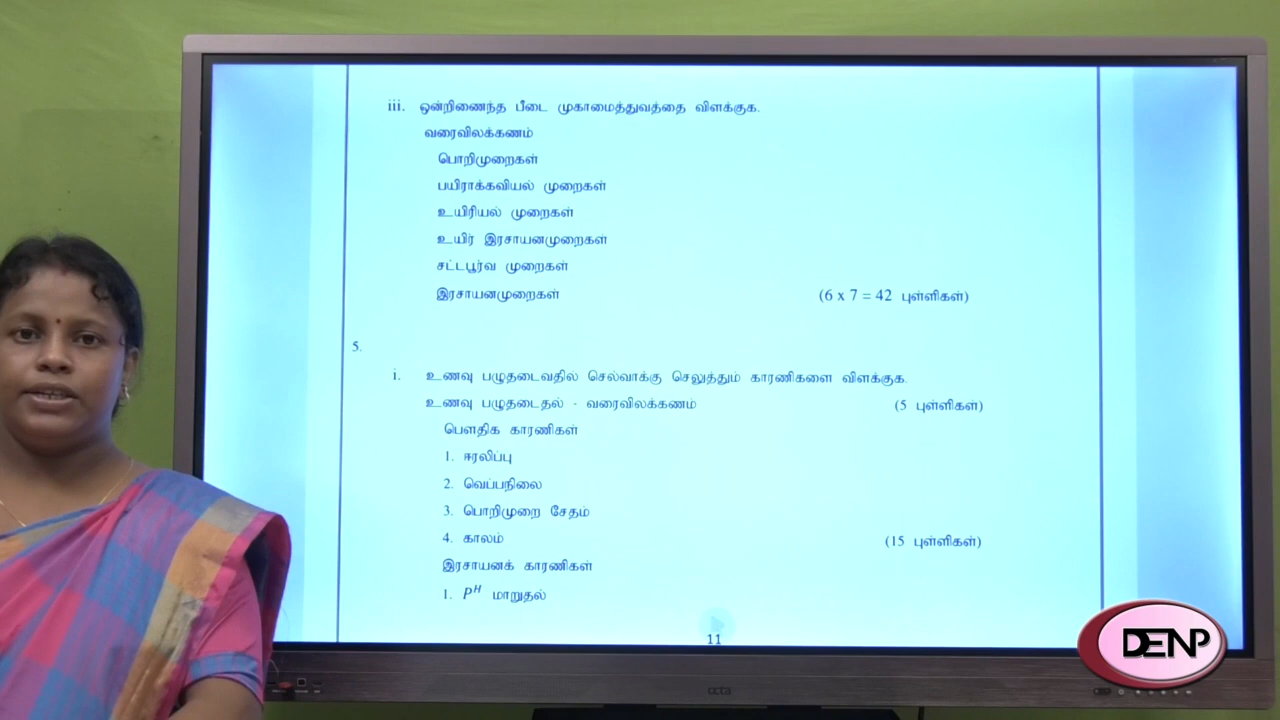 iii. ஒன்றிணைந்த பீடை முகாமைத்துவத்தை விளக்குக.
வரைவிலக்கணம்
பொறிமுறைகள்
பயிராக்கவியல் முறைகள்
உயிரியல் முறைகள்
உயிர் இரசாயனமுறைகள்
சட்டபூர்வ முறைகள்
இரசாயனமுறைகள் (6 x 7 = 42 புள்ளிகள்)
5.
i. உணவு பழுதடைவதில் செல்வாக்கு செலுத்தும் காரணிகளை விளக்குக.
உணவு பழுதடைதல் - வரைவிலக்கணம் (5 புள்ளிகள்)
பௌதிக காரணிகள்
1. ஈரலிப்பு
2. வெப்பநிலை
3. பொறிமுறை சேதம்
4. காலம் (15 புள்ளிகள்)
இரசாயனக் காரணிகள்
1. P^H மாறுதல்
11
DENP